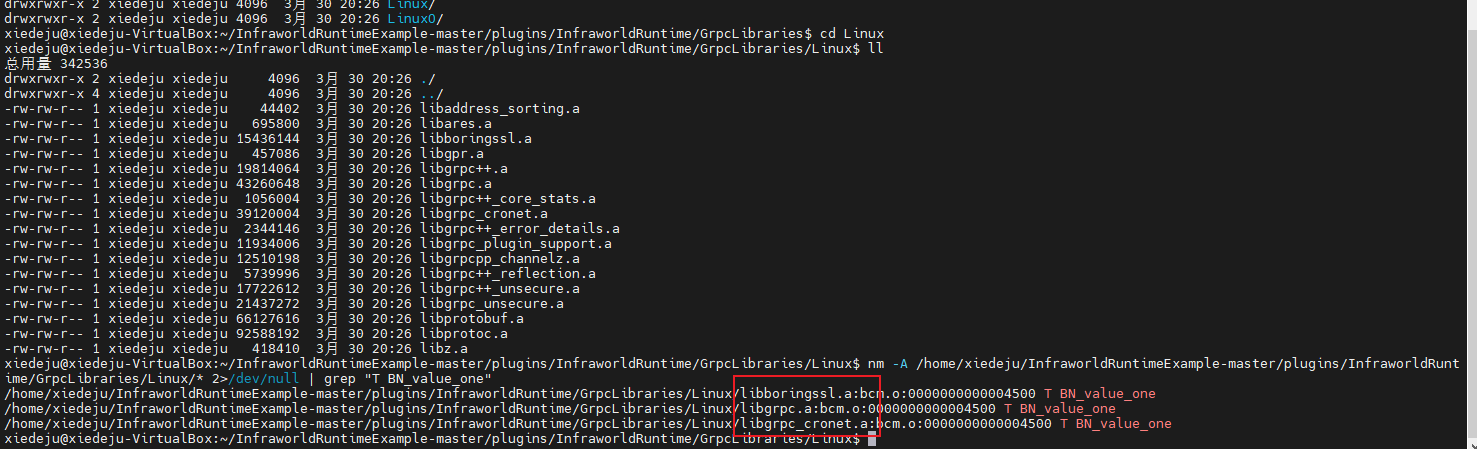 drwxrwxr-x 2 xiedeju xiedeju 4096  3月 30 20:26 Linux/
drwxrwxr-x 2 xiedeju xiedeju 4096  3月 30 20:26 LinuxO/
xiedeju@xiedeju-VirtualBox:~/InfraworldRuntimeExample-master/plugins/InfraworldRuntime/GrpcLibraries$ cd Linux
xiedeju@xiedeju-VirtualBox:~/InfraworldRuntimeExample-master/plugins/InfraworldRuntime/GrpcLibraries/Linux$ ll
总用量 342536
drwxrwxr-x 2 xiedeju xiedeju     4096  3月 30 20:26 ./
drwxrwxr-x 4 xiedeju xiedeju     4096  3月 30 20:26 ../
-rw-rw-r-- 1 xiedeju xiedeju    44402  3月 30 20:26 libaddress_sorting.a
-rw-rw-r-- 1 xiedeju xiedeju   695800  3月 30 20:26 libares.a
-rw-rw-r-- 1 xiedeju xiedeju 15436144  3月 30 20:26 libboringssl.a
-rw-rw-r-- 1 xiedeju xiedeju   457086  3月 30 20:26 libgpr.a
-rw-rw-r-- 1 xiedeju xiedeju 19814064  3月 30 20:26 libgrpc++.a
-rw-rw-r-- 1 xiedeju xiedeju 43260648  3月 30 20:26 libgrpc.a
-rw-rw-r-- 1 xiedeju xiedeju  1056004  3月 30 20:26 libgrpc++_core_stats.a
-rw-rw-r-- 1 xiedeju xiedeju 39120004  3月 30 20:26 libgrpc_cronet.a
-rw-rw-r-- 1 xiedeju xiedeju  2344146  3月 30 20:26 libgrpc++_error_details.a
-rw-rw-r-- 1 xiedeju xiedeju 11934006  3月 30 20:26 libgrpc_plugin_support.a
-rw-rw-r-- 1 xiedeju xiedeju 12510198  3月 30 20:26 libgrpcpp_channelz.a
-rw-rw-r-- 1 xiedeju xiedeju  5739996  3月 30 20:26 libgrpc++_reflection.a
-rw-rw-r-- 1 xiedeju xiedeju 17722612  3月 30 20:26 libgrpc++_unsecure.a
-rw-rw-r-- 1 xiedeju xiedeju 21437272  3月 30 20:26 libgrpc_unsecure.a
-rw-rw-r-- 1 xiedeju xiedeju 66127616  3月 30 20:26 libprotobuf.a
-rw-rw-r-- 1 xiedeju xiedeju 92588192  3月 30 20:26 libprotoc.a
-rw-rw-r-- 1 xiedeju xiedeju   418410  3月 30 20:26 libz.a
xiedeju@xiedeju-VirtualBox:~/InfraworldRuntimeExample-master/plugins/InfraworldRuntime/GrpcLibraries/Linux$ nm -A /home/xiedeju/InfraworldRuntimeExample-master/plugins/InfraworldRunt
ime/GrpcLibraries/Linux/* 2>/dev/null | grep "T BN_value_one"
/home/xiedeju/InfraworldRuntimeExample-master/plugins/InfraworldRuntime/GrpcLibraries/Linux/libboringssl.a:bcm.o:0000000000004500 T BN_value_one
/home/xiedeju/InfraworldRuntimeExample-master/plugins/InfraworldRuntime/GrpcLibraries/Linux/libgrpc.a:bcm.o:0000000000004500 T BN_value_one
/home/xiedeju/InfraworldRuntimeExample-master/plugins/InfraworldRuntime/GrpcLibraries/Linux/libgrpc_cronet.a:bcm.o:0000000000004500 T BN_value_one
xiedeju@xiedeju-VirtualBox:~/InfraworldRuntimeExample-master/plugins/InfraworldRuntime/GrpcLibraries/Linux$